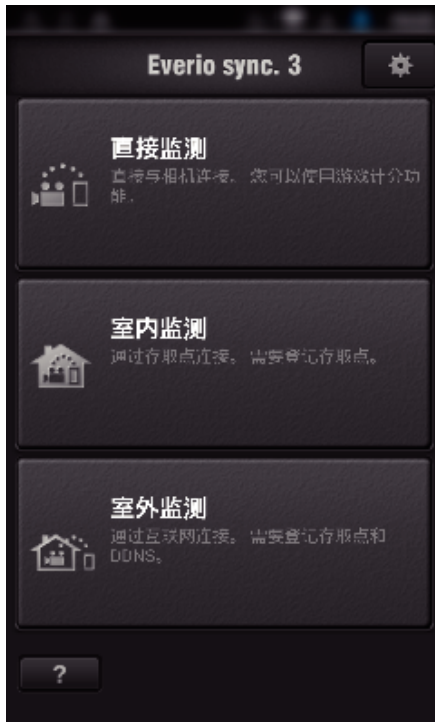 Everio sync. 3
直接监测
直接与相机连接。您可以使用游戏计分功
能。
室内监测
通过存取点连接。需要登记存取点。
室外监测
通过互联网连接。需要登记存取点和
DDNS。
?